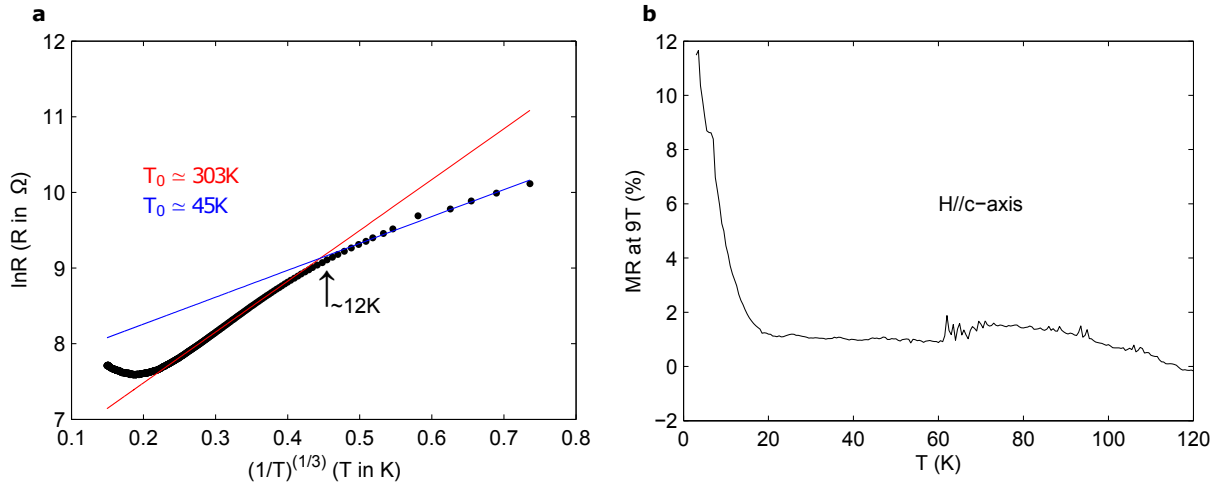 a
12
11
10
9
8
7
lnR (R in Ω)
T₀ ≃ 303K
T₀ ≃ 45K
~12K
0.1 0.2 0.3 0.4 0.5 0.6 0.7 0.8
(1/T)^(1/3) (T in K)
b
12
10
8
6
4
2
0
−2
MR at 9T (%)
H//c−axis
0 20 40 60 80 100 120
T (K)